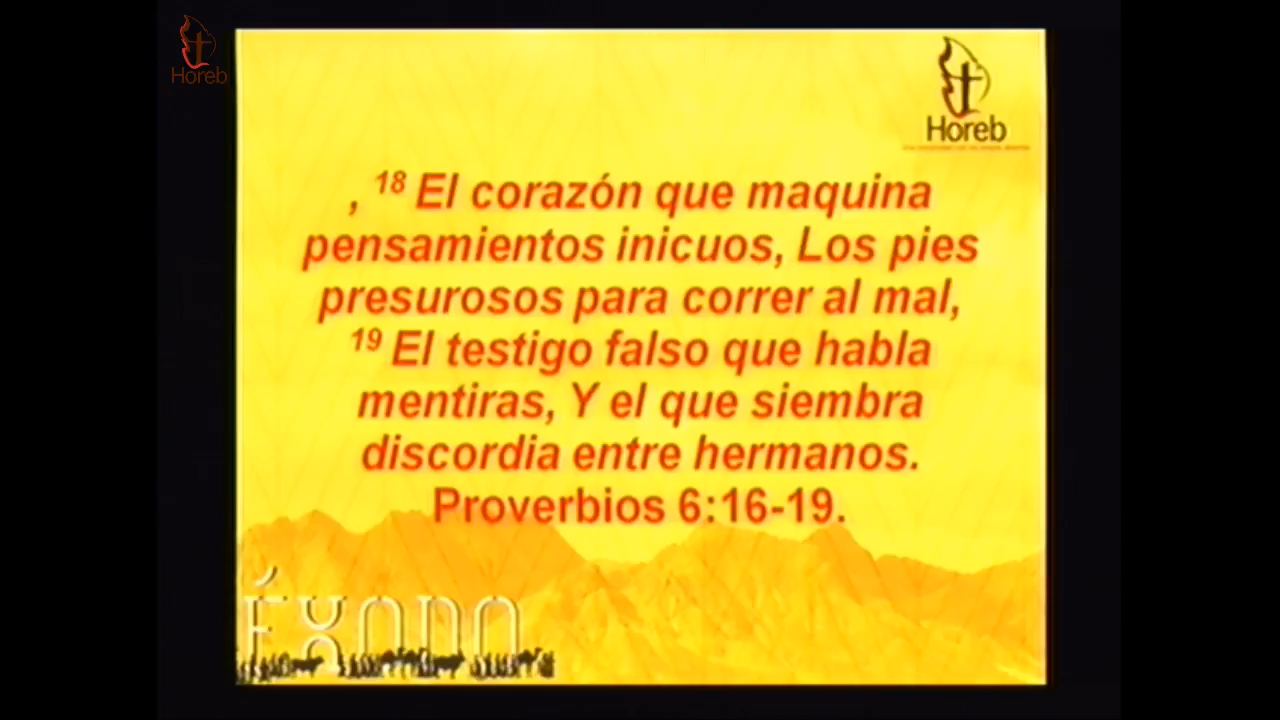 Horeb
Horeb
, 18 El corazón que maquina
pensamientos inicuos, Los pies
presurosos para correr al mal,
19 El testigo falso que habla
mentiras, Y el que siembra
discordia entre hermanos.
Proverbios 6:16-19.
ÉXODO